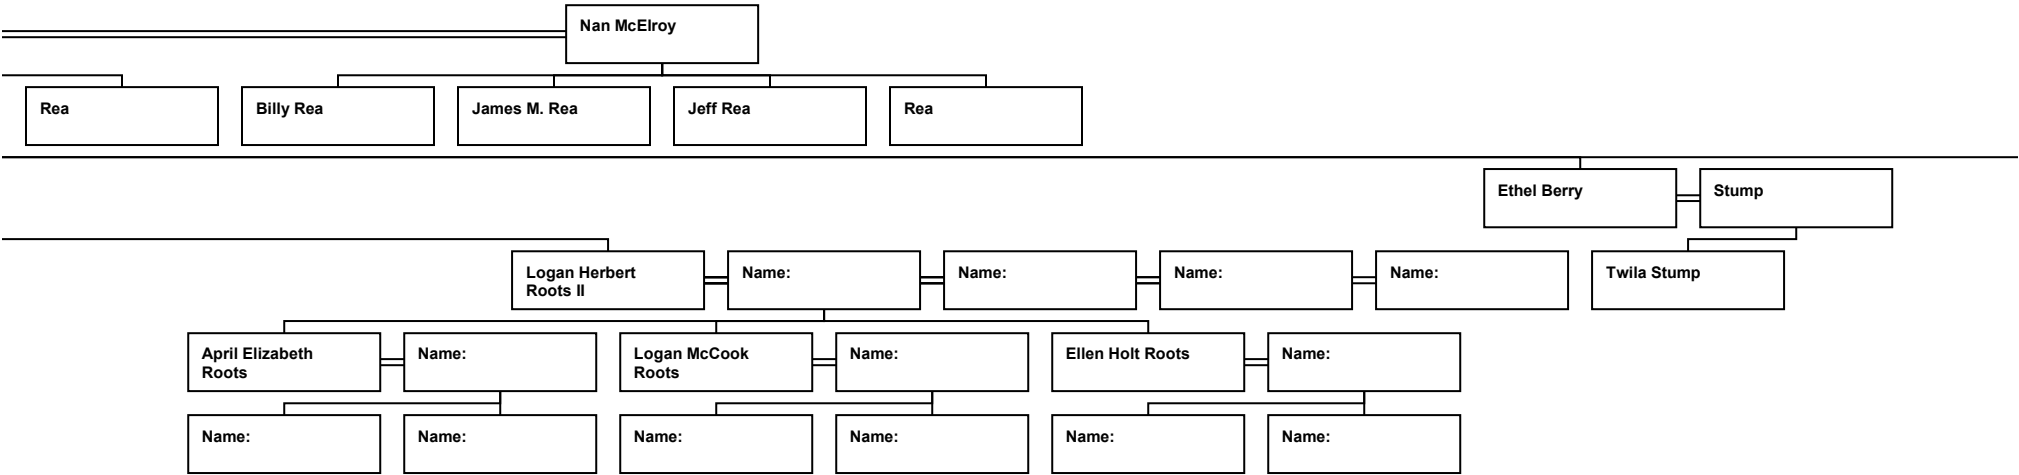 Nan McElroy
Rea
Billy Rea
James M. Rea
Jeff Rea
Rea
Ethel Berry
Stump
Logan Herbert
Roots II
Name:
Name:
Name:
Name:
Twila Stump
April Elizabeth
Roots
Name:
Logan McCook
Roots
Name:
Ellen Holt Roots
Name:
Name:
Name:
Name:
Name:
Name:
Name: